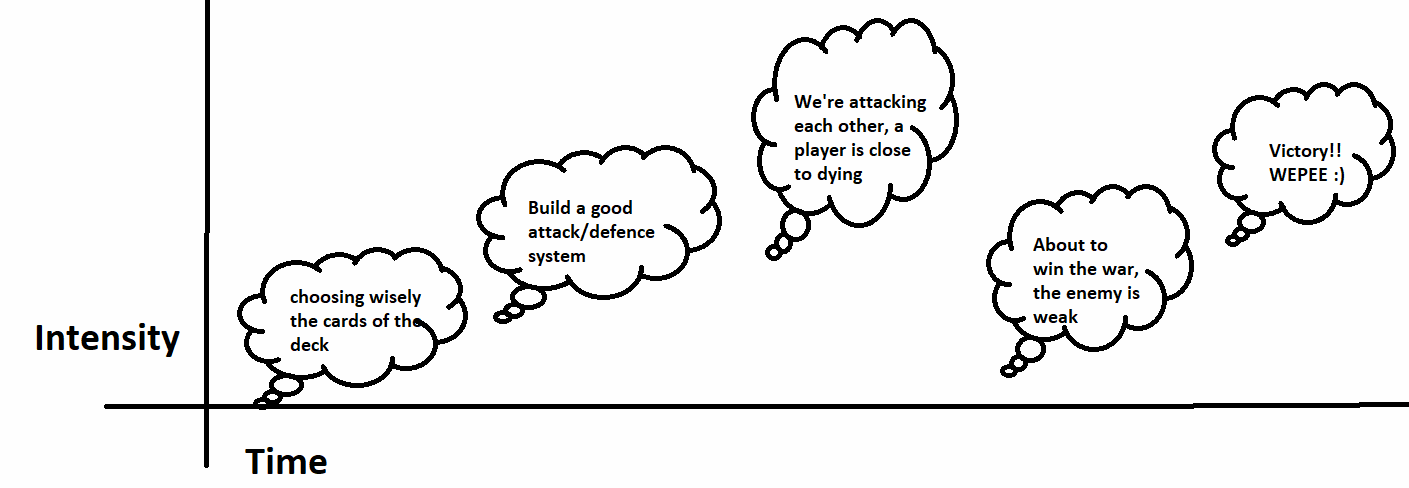 We're attacking
each other, a
player is close
to dying
Victory!!
WEPEE :)
Build a good
attack/defence
system
About to
win the war,
the enemy is
weak
choosing wisely
the cards of the
deck
Intensity
Time